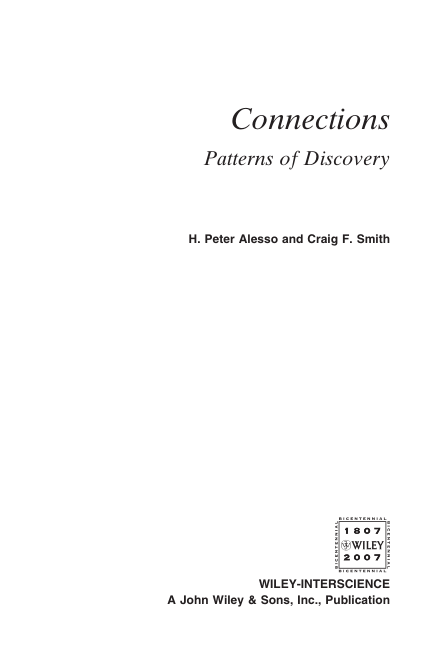 Connections
Patterns of Discovery
H. Peter Alesso and Craig F. Smith
BICENTENNIAL
BICENTENNIAL
1807
WILEY
2007
BICENTENNIAL
BICENTENNIAL
WILEY-INTERSCIENCE
A John Wiley & Sons, Inc., Publication